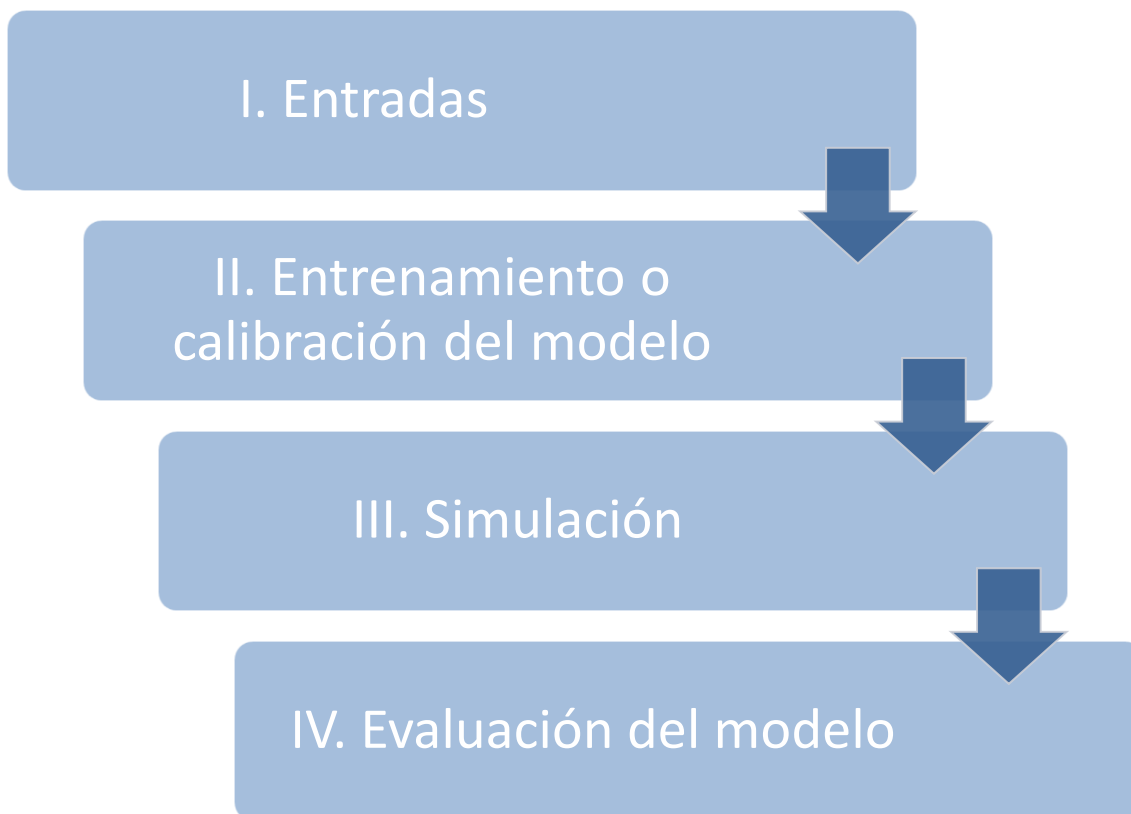 I. Entradas
II. Entrenamiento o
calibración del modelo
III. Simulación
IV. Evaluación del modelo